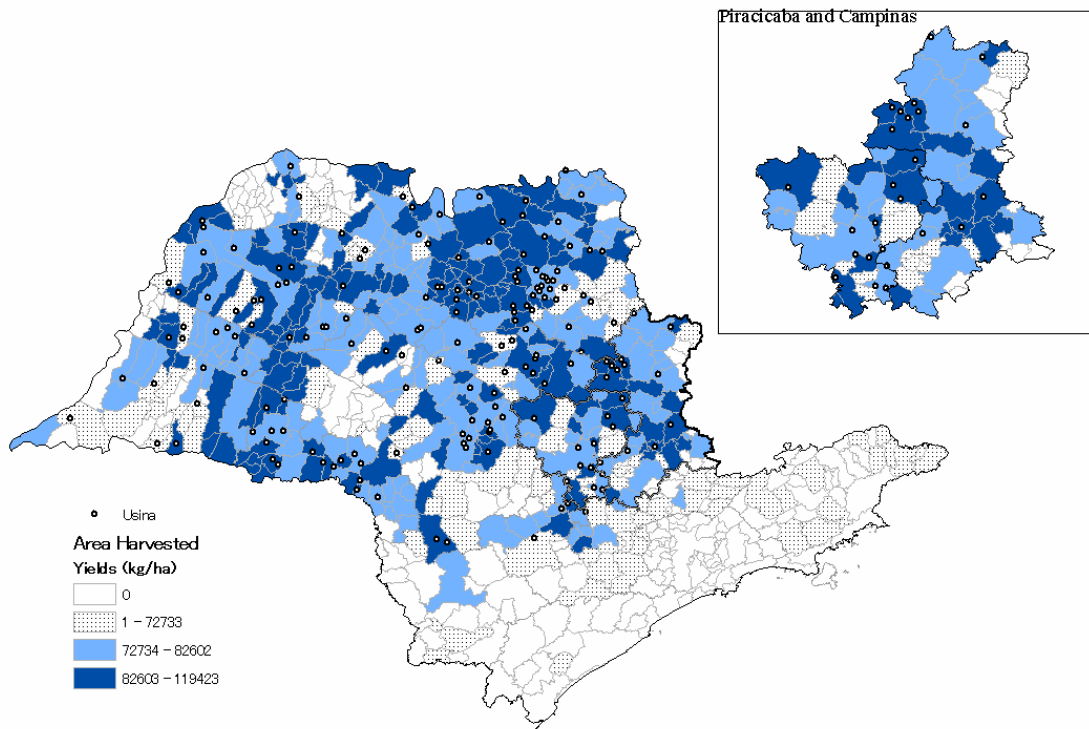 Piracicaba and Campinas
Usina
Area Harvested
Yields (kg/ha)
0
1 - 72733
72734 - 82602
82603 - 119423